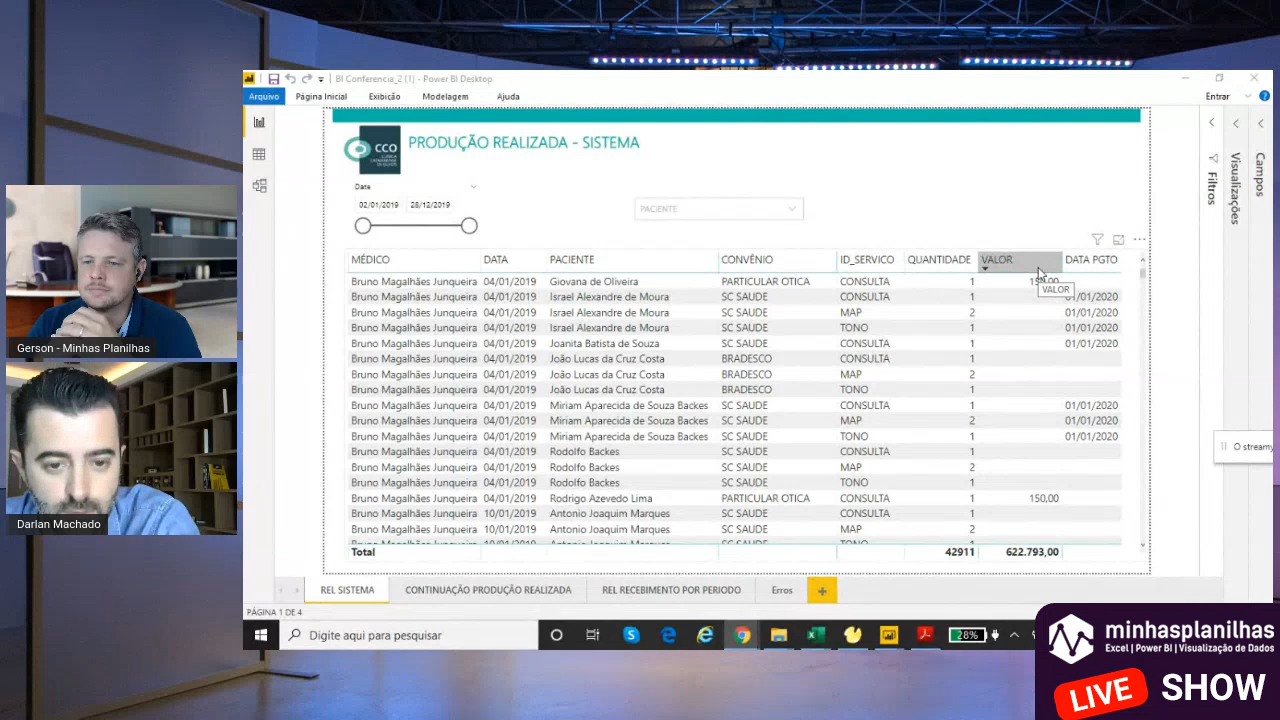 BI Conferencia_2 (1) - Power BI Desktop
Arquivo Página Inicial Exibição Modelagem Ajuda Entrar
CCO
PRODUÇÃO REALIZADA - SISTEMA
Date
02/01/2019 28/12/2019
PACIENTE
Filtros
Visualizações
Campos
MÉDICO DATA PACIENTE CONVÊNIO ID_SERVICO QUANTIDADE VALOR DATA PGTO
Bruno Magalhães Junqueira 04/01/2019 Giovana de Oliveira PARTICULAR OTICA CONSULTA 1 150,00
VALOR
Bruno Magalhães Junqueira 04/01/2019 Israel Alexandre de Moura SC SAUDE CONSULTA 1 01/01/2020
Bruno Magalhães Junqueira 04/01/2019 Israel Alexandre de Moura SC SAUDE MAP 2 01/01/2020
Bruno Magalhães Junqueira 04/01/2019 Israel Alexandre de Moura SC SAUDE TONO 1 01/01/2020
Bruno Magalhães Junqueira 04/01/2019 Joanita Batista de Souza SC SAUDE CONSULTA 1 01/01/2020
Bruno Magalhães Junqueira 04/01/2019 João Lucas da Cruz Costa BRADESCO CONSULTA 1
Bruno Magalhães Junqueira 04/01/2019 João Lucas da Cruz Costa BRADESCO MAP 2
Bruno Magalhães Junqueira 04/01/2019 João Lucas da Cruz Costa BRADESCO TONO 1
Bruno Magalhães Junqueira 04/01/2019 Miriam Aparecida de Souza Backes SC SAUDE CONSULTA 1 01/01/2020
Bruno Magalhães Junqueira 04/01/2019 Miriam Aparecida de Souza Backes SC SAUDE MAP 2 01/01/2020
Bruno Magalhães Junqueira 04/01/2019 Miriam Aparecida de Souza Backes SC SAUDE TONO 1 01/01/2020
Bruno Magalhães Junqueira 04/01/2019 Rodolfo Backes SC SAUDE CONSULTA 1
Bruno Magalhães Junqueira 04/01/2019 Rodolfo Backes SC SAUDE MAP 2
Bruno Magalhães Junqueira 04/01/2019 Rodolfo Backes SC SAUDE TONO 1
Bruno Magalhães Junqueira 04/01/2019 Rodrigo Azevedo Lima PARTICULAR OTICA CONSULTA 1 150,00
Bruno Magalhães Junqueira 10/01/2019 Antonio Joaquim Marques SC SAUDE CONSULTA 1
Bruno Magalhães Junqueira 10/01/2019 Antonio Joaquim Marques SC SAUDE MAP 2
Bruno Magalhães Junqueira 10/01/2019 Antonio Joaquim Marques SC SAUDE TONO 1
Total 42911 622.793,00
O streamy
REL SISTEMA CONTINUAÇÃO PRODUÇÃO REALIZADA REL RECEBIMENTO POR PERIODO Erros +
PÁGINA 1 DE 4
Digite aqui para pesquisar 28%
Gerson - Minhas Planilhas
Darlan Machado
minhasplanilhas
Excel | Power BI | Visualização de Dados
LIVE SHOW